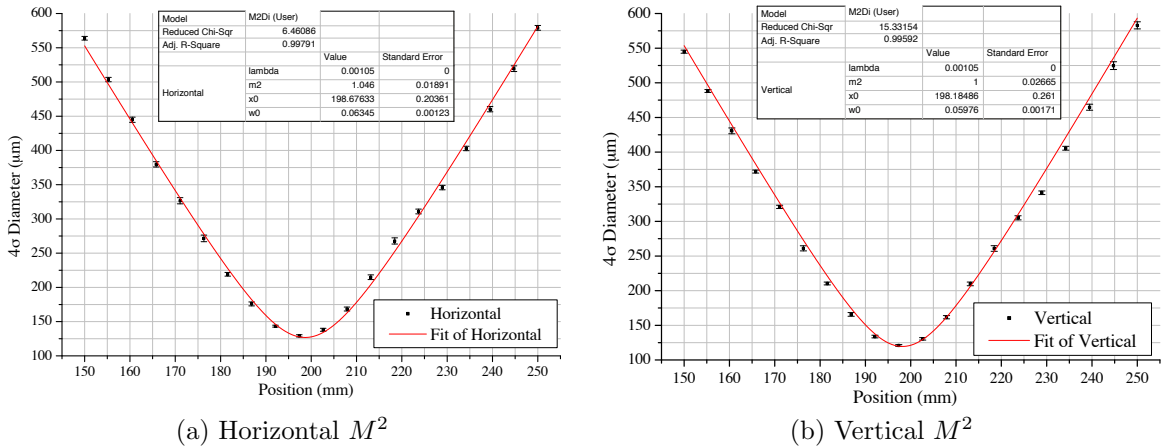 Model M2Di (User)
Reduced Chi-Sqr 6.46086
Adj. R-Square 0.99791
Value Standard Error
Horizontal
lambda 0.00105 0
m2 1.046 0.01891
x0 198.67633 0.20361
w0 0.06345 0.00123
600
550
500
450
400
350
300
250
200
150
100
4σ Diameter (μm)
Horizontal
Fit of Horizontal
150 160 170 180 190 200 210 220 230 240 250
Position (mm)
(a) Horizontal M²
Model M2Di (User)
Reduced Chi-Sqr 15.33154
Adj. R-Square 0.99592
Value Standard Error
Vertical
lambda 0.00105 0
m2 1 0.02665
x0 198.18486 0.261
w0 0.05976 0.00171
600
550
500
450
400
350
300
250
200
150
100
4σ Diameter (μm)
Vertical
Fit of Vertical
150 160 170 180 190 200 210 220 230 240 250
Position (mm)
(b) Vertical M²